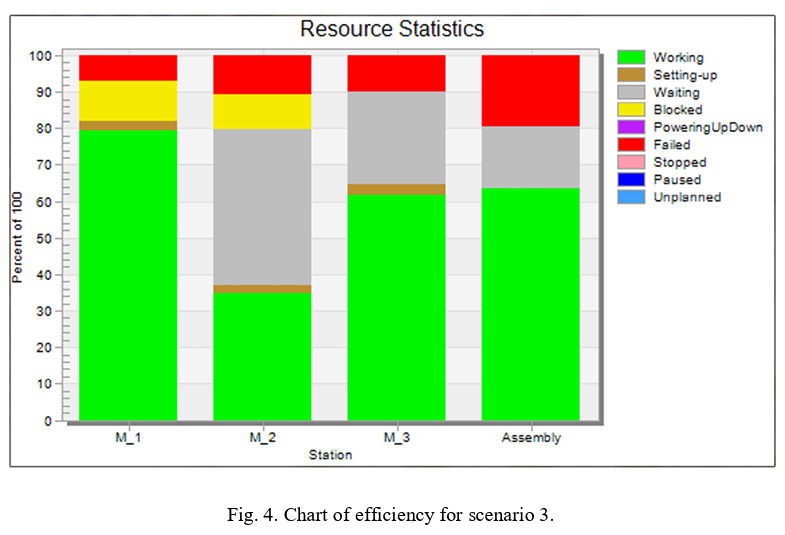 Resource Statistics
100
90
80
70
60
50
40
30
20
10
0
Percent of 100
M_1
M_2
M_3
Assembly
Station
Working
Setting-up
Waiting
Blocked
PoweringUpDown
Failed
Stopped
Paused
Unplanned
Fig. 4. Chart of efficiency for scenario 3.